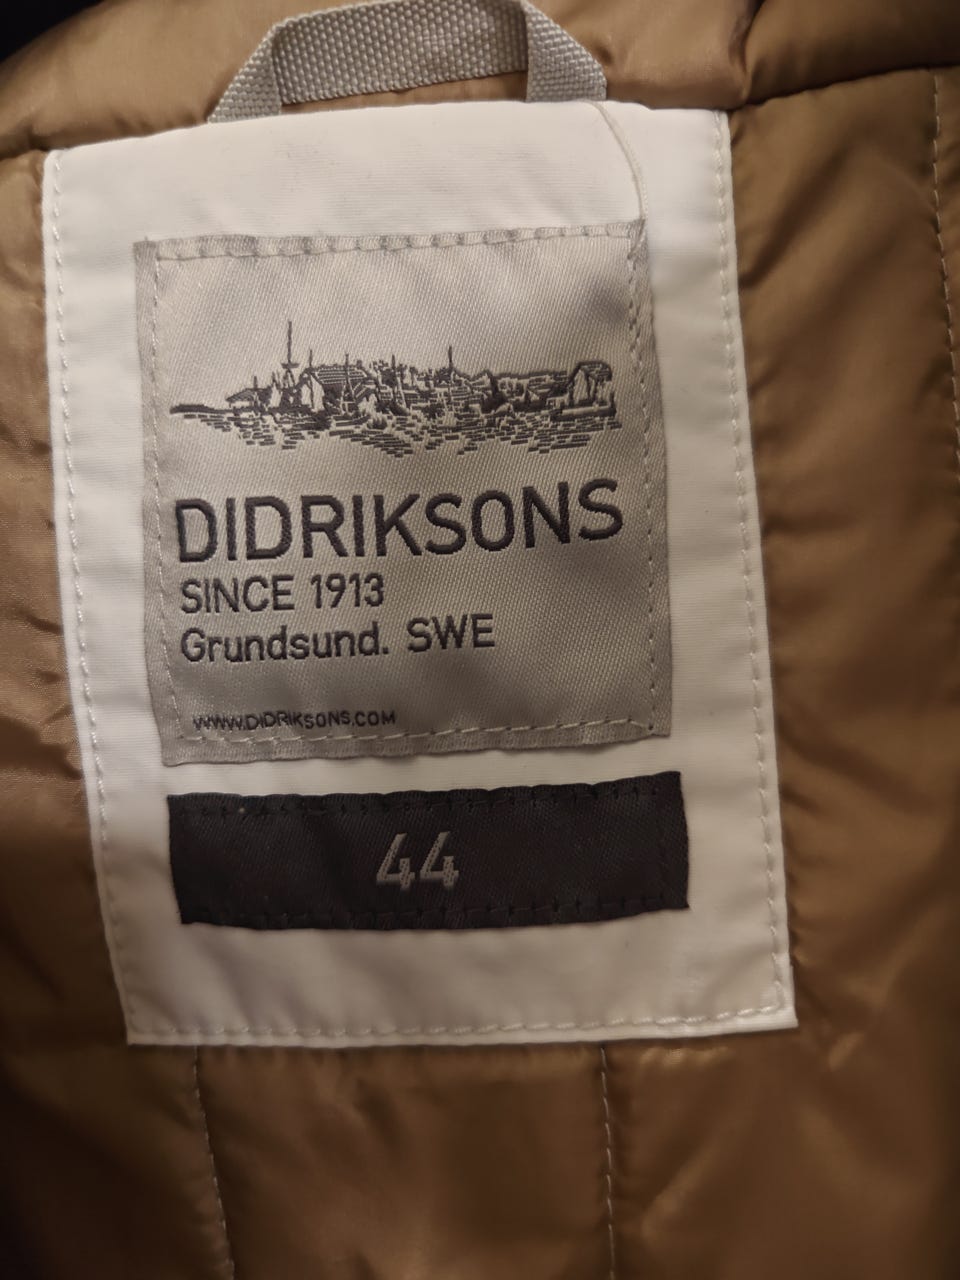 DIDRIKSONS
SINCE 1913
Grundsund. SWE
WWW.DIDRIKSONS.COM
44